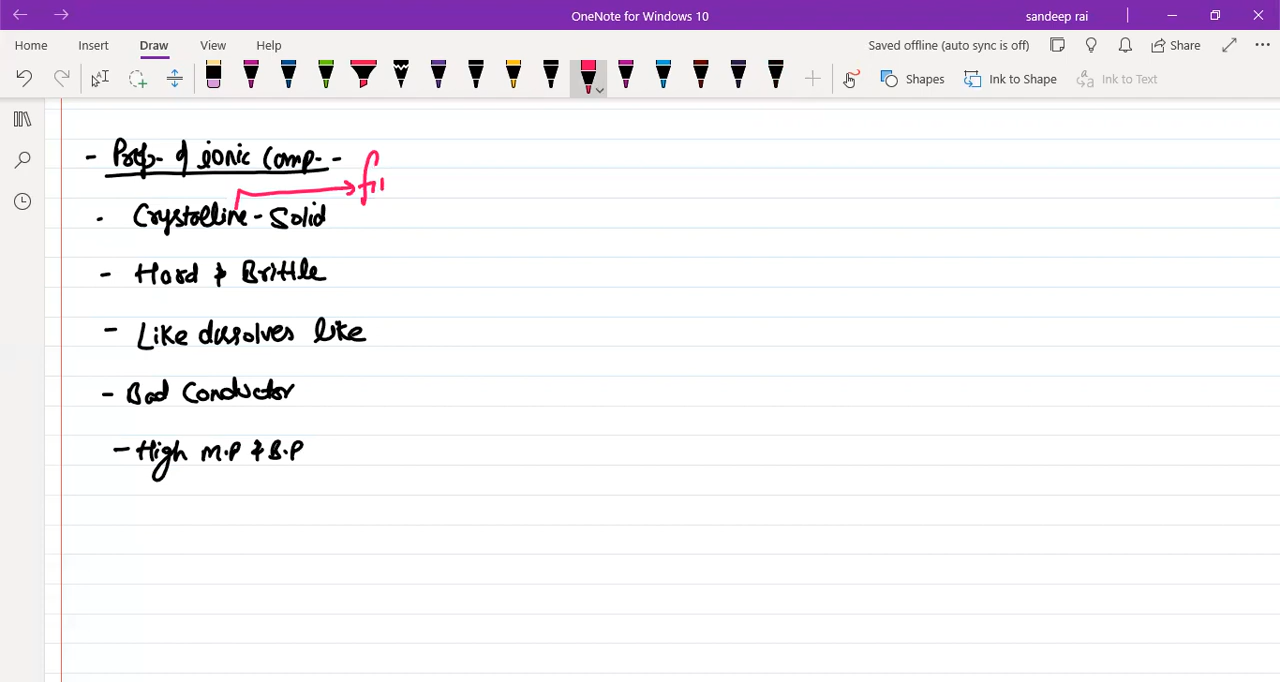 OneNote for Windows 10
sandeep rai
Home Insert Draw View Help
Saved offline (auto sync is off) Share
Shapes Ink to Shape Ink to Text
- Prop. of ionic Comp. -
- Crystalline - Solid
- Hard & Brittle
- Like dissolves like
- Bad Conductor
- High M.P & B.P